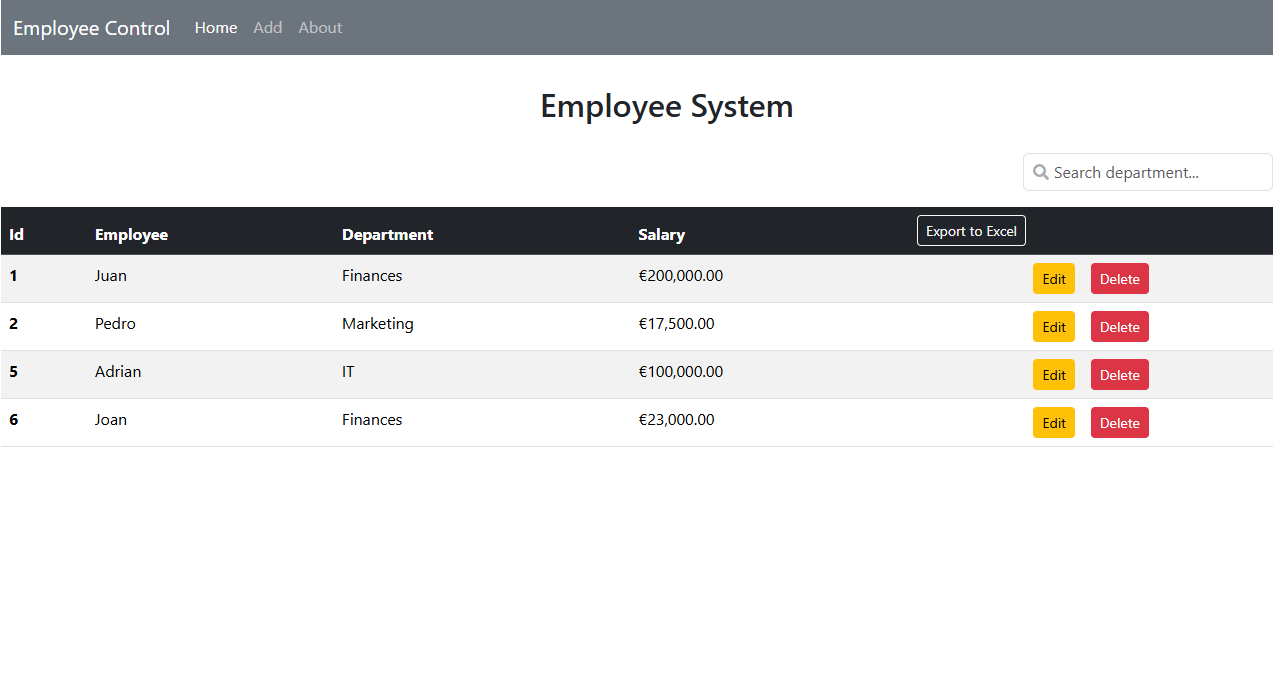 Employee Control Home Add About
Employee System
Search department...
Id Employee Department Salary Export to Excel
1 Juan Finances €200,000.00 Edit Delete
2 Pedro Marketing €17,500.00 Edit Delete
5 Adrian IT €100,000.00 Edit Delete
6 Joan Finances €23,000.00 Edit Delete